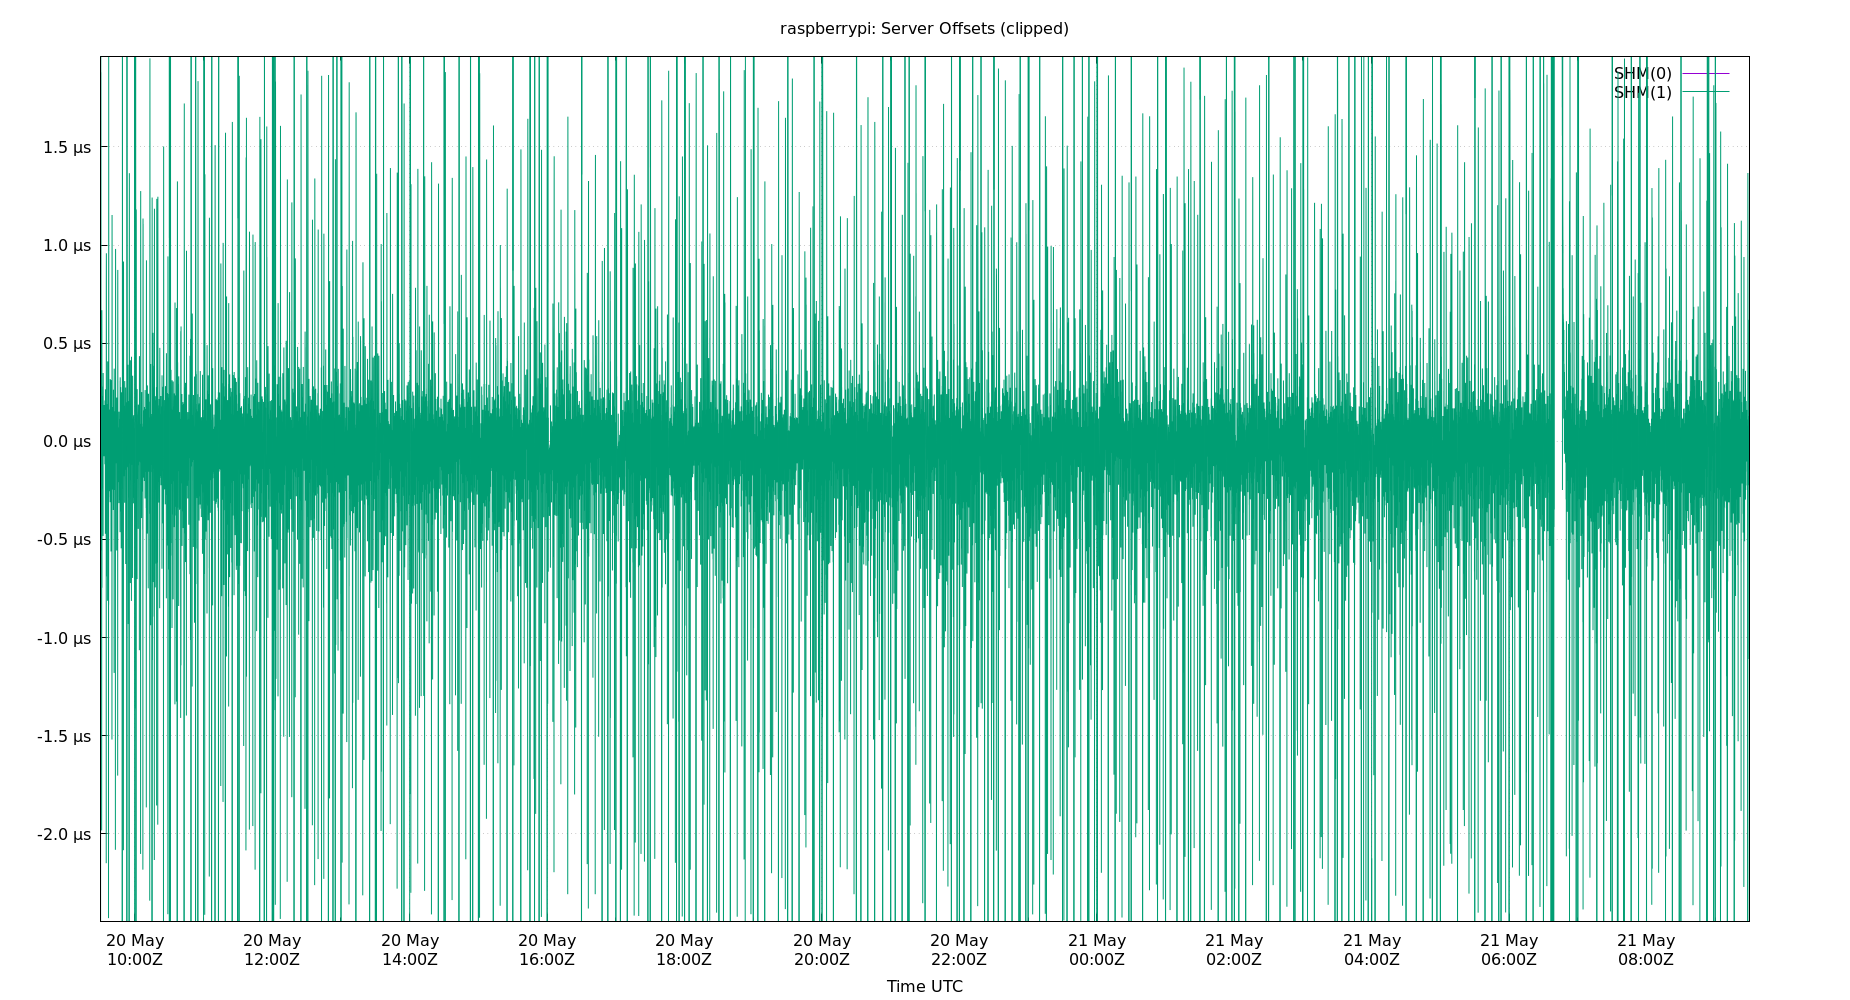 raspberrypi: Server Offsets (clipped)
SHM(0)
SHM(1)
1.5 µs
1.0 µs
0.5 µs
0.0 µs
-0.5 µs
-1.0 µs
-1.5 µs
-2.0 µs
20 May 20 May 20 May 20 May 20 May 20 May 20 May 21 May 21 May 21 May 21 May 21 May
10:00Z 12:00Z 14:00Z 16:00Z 18:00Z 20:00Z 22:00Z 00:00Z 02:00Z 04:00Z 06:00Z 08:00Z
Time UTC